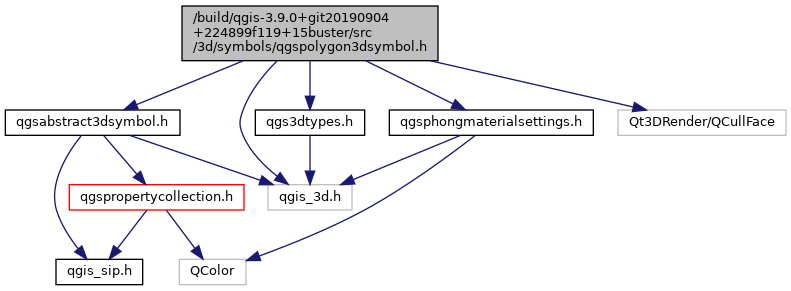 /build/qgis-3.9.0+git20190904
+224899f119+15buster/src
/3d/symbols/qgspolygon3dsymbol.h
qgsabstract3dsymbol.h
qgs3dtypes.h
qgsphongmaterialsettings.h
Qt3DRender/QCullFace
qgspropertycollection.h
qgis_3d.h
qgis_sip.h
QColor